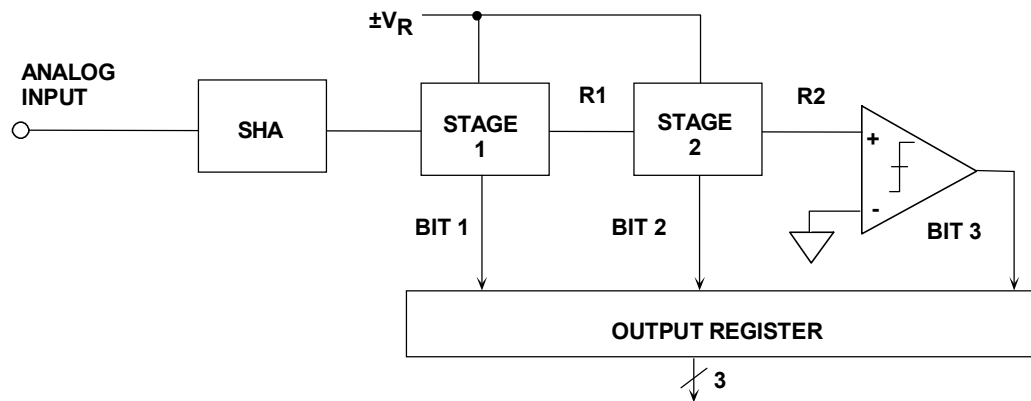 ±VR
ANALOG
INPUT
SHA
STAGE
1
R1
STAGE
2
R2
+
-
BIT 1
BIT 2
BIT 3
OUTPUT REGISTER
3